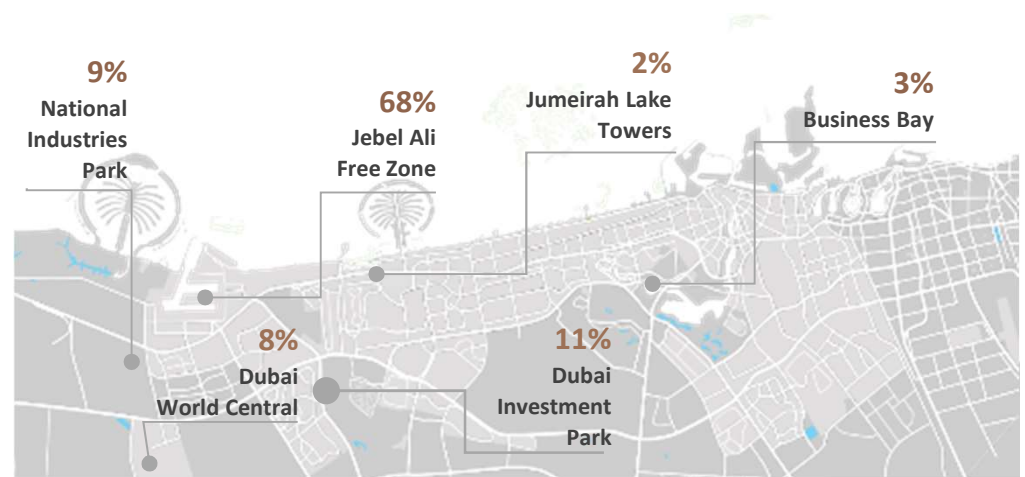 9%
National
Industries
Park
68%
Jebel Ali
Free Zone
2%
Jumeirah Lake
Towers
3%
Business Bay
8%
Dubai
World Central
11%
Dubai
Investment
Park